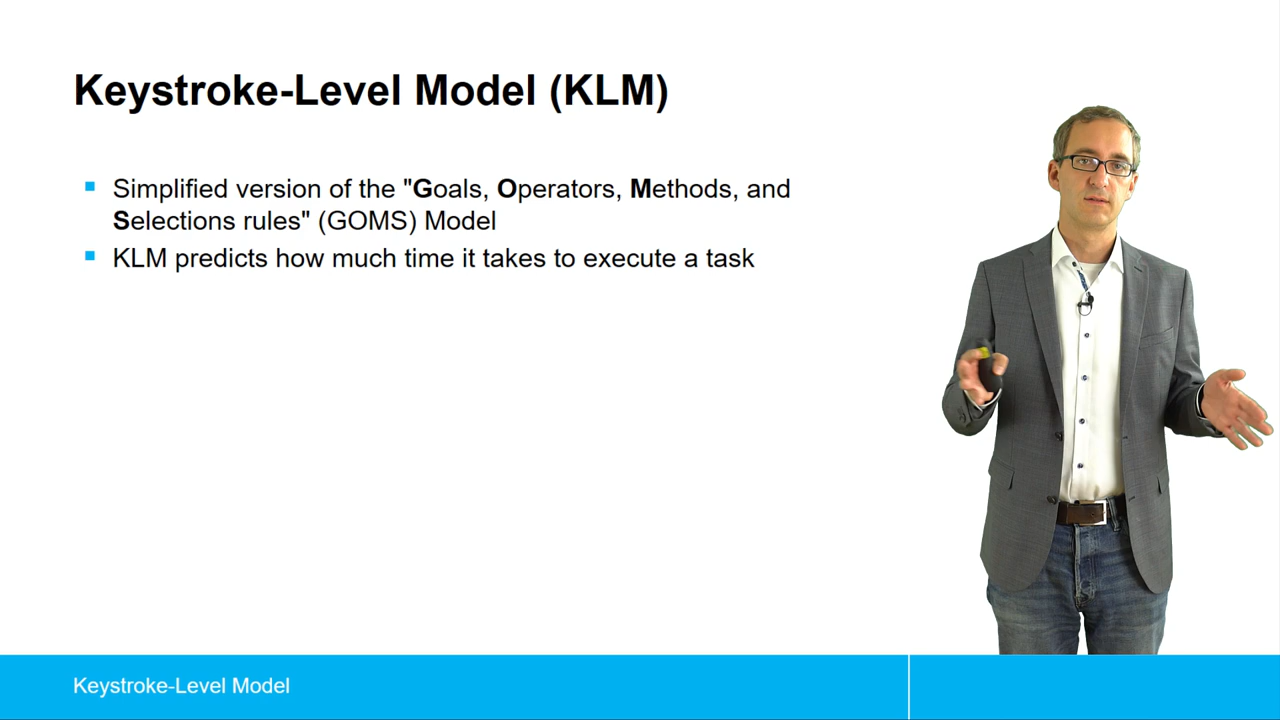 Keystroke-Level Model (KLM)
Simplified version of the "Goals, Operators, Methods, and
Selections rules" (GOMS) Model
KLM predicts how much time it takes to execute a task
Keystroke-Level Model